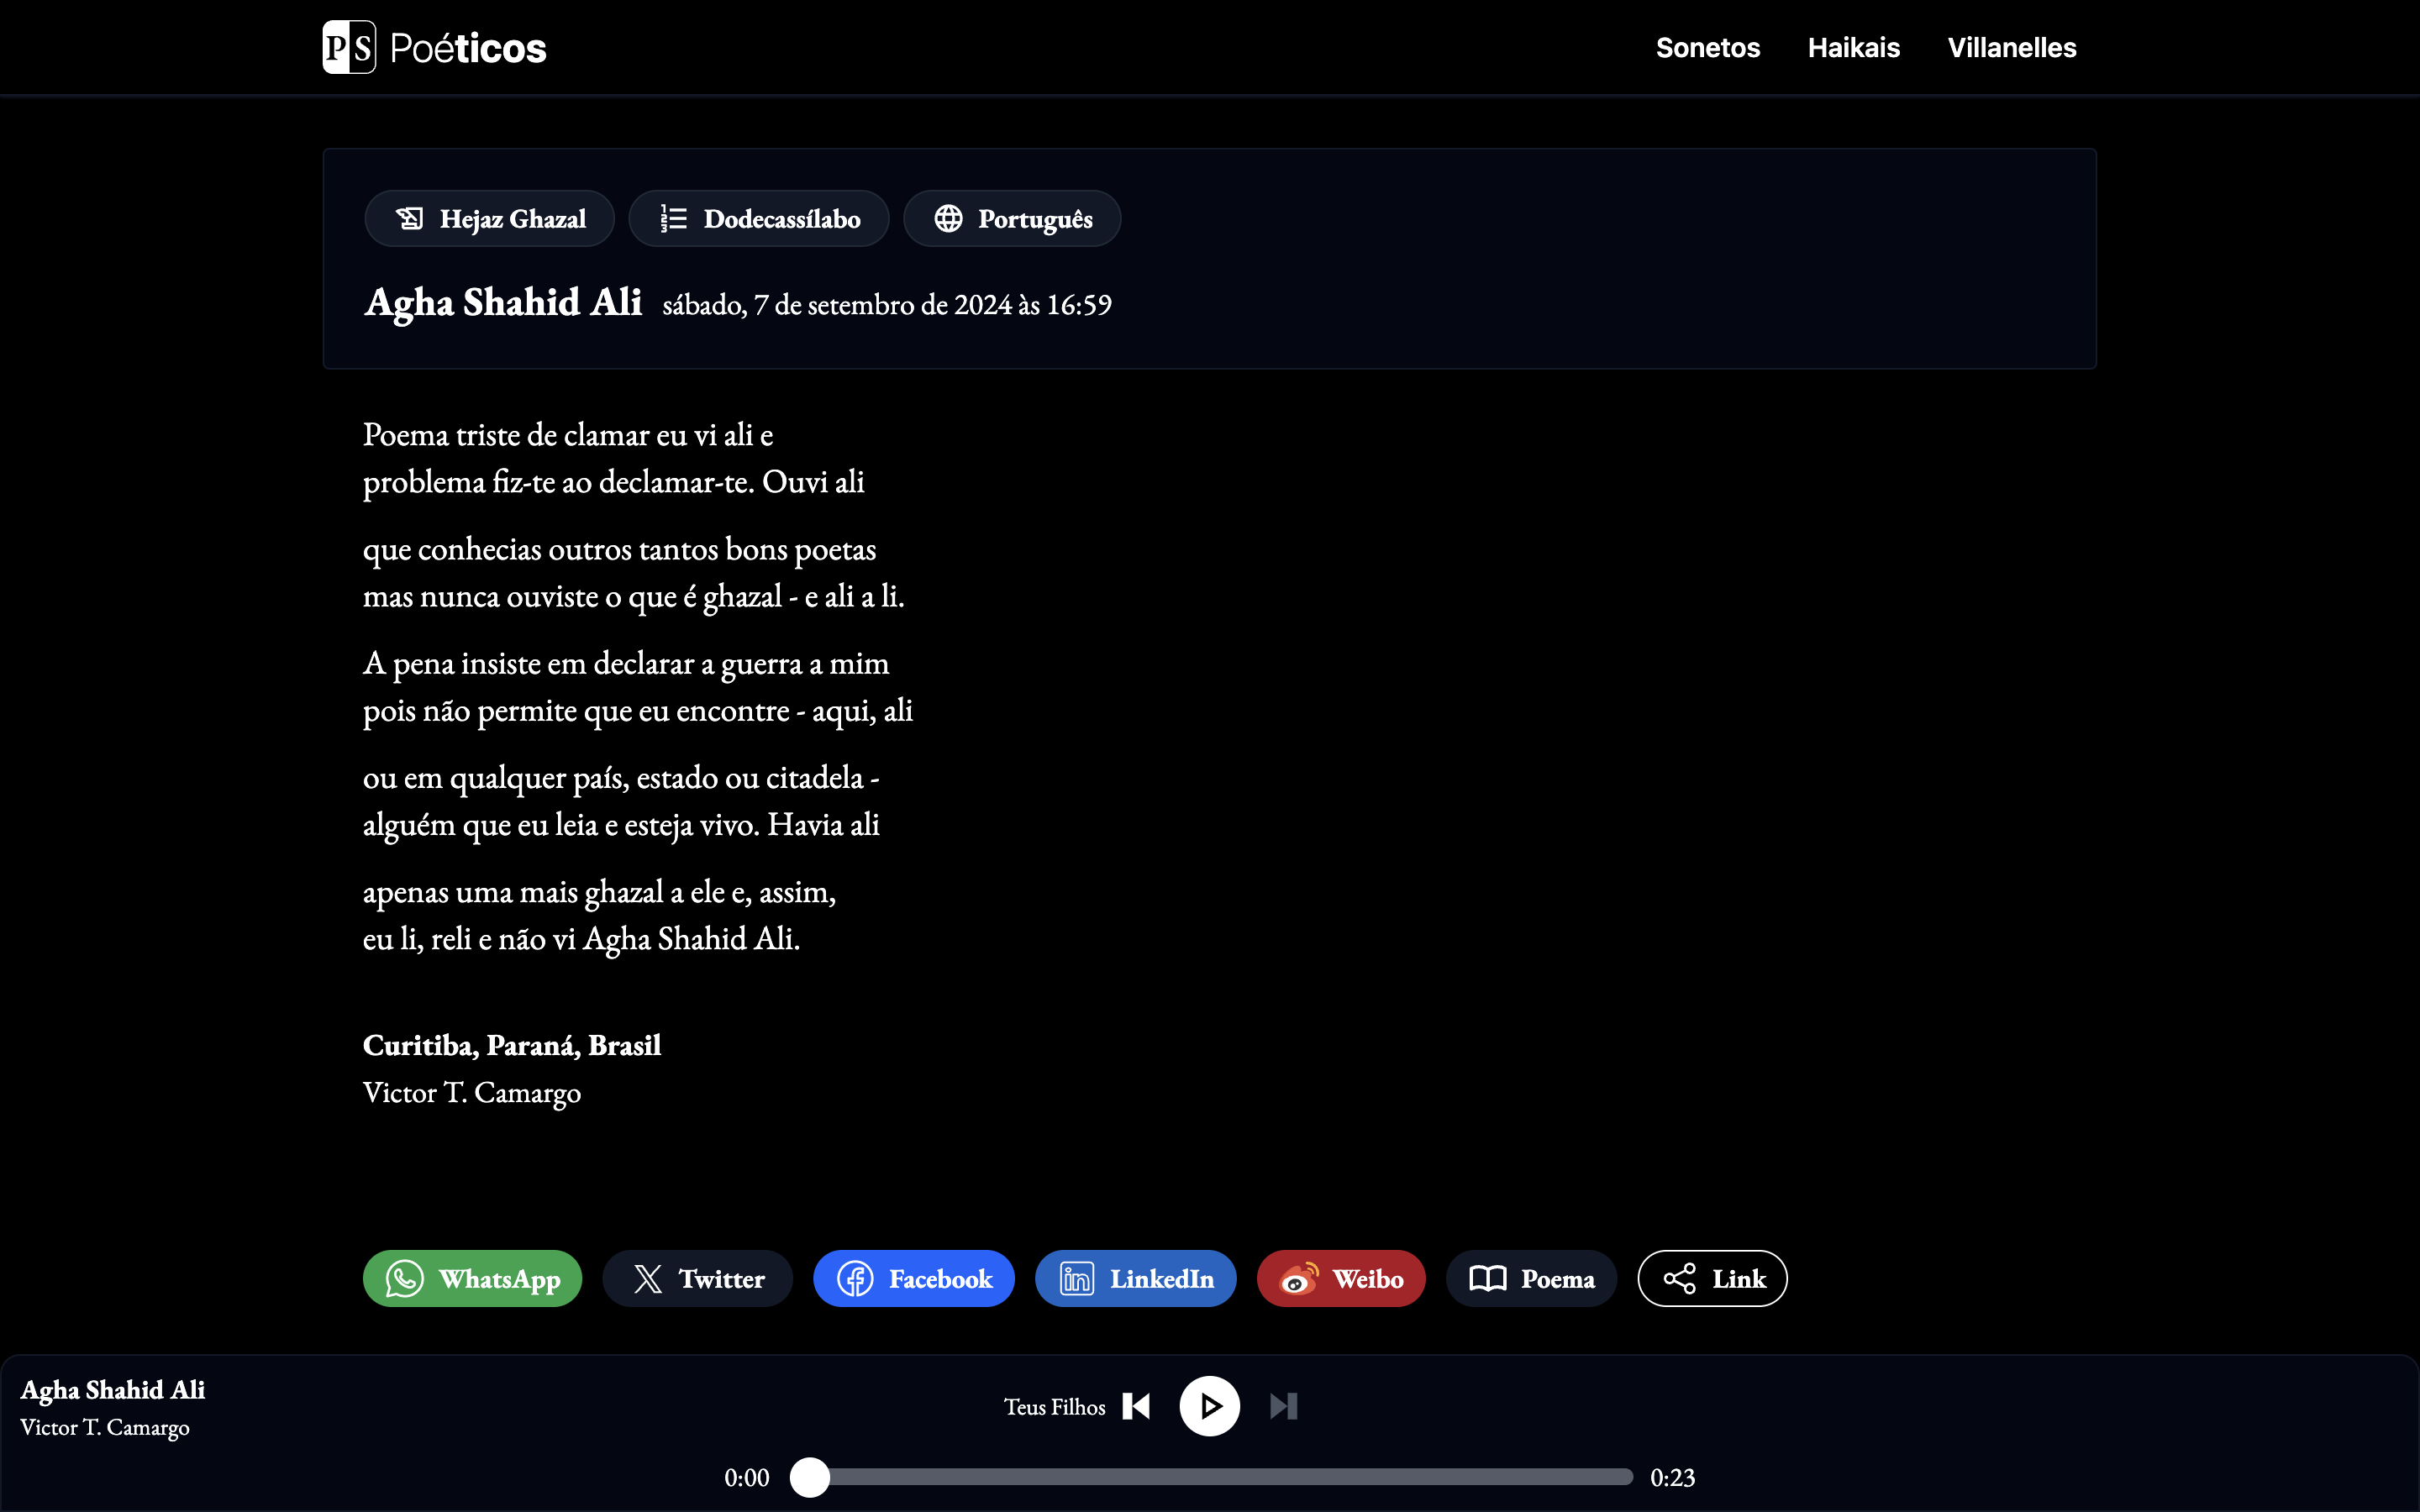 PS Poéticos
Sonetos Haikais Villanelles
Hejaz Ghazal Dodecassílabo Português
Agha Shahid Ali sábado, 7 de setembro de 2024 às 16:59
Poema triste de clamar eu vi ali e
problema fiz-te ao declamar-te. Ouvi ali
que conhecias outros tantos bons poetas
mas nunca ouviste o que é ghazal - e ali a li.
A pena insiste em declarar a guerra a mim
pois não permite que eu encontre - aqui, ali
ou em qualquer país, estado ou citadela -
alguém que eu leia e esteja vivo. Havia ali
apenas uma mais ghazal a ele e, assim,
eu li, reli e não vi Agha Shahid Ali.
Curitiba, Paraná, Brasil
Victor T. Camargo
WhatsApp Twitter Facebook LinkedIn Weibo Poema Link
Agha Shahid Ali
Victor T. Camargo
Teus Filhos
0:00 0:23